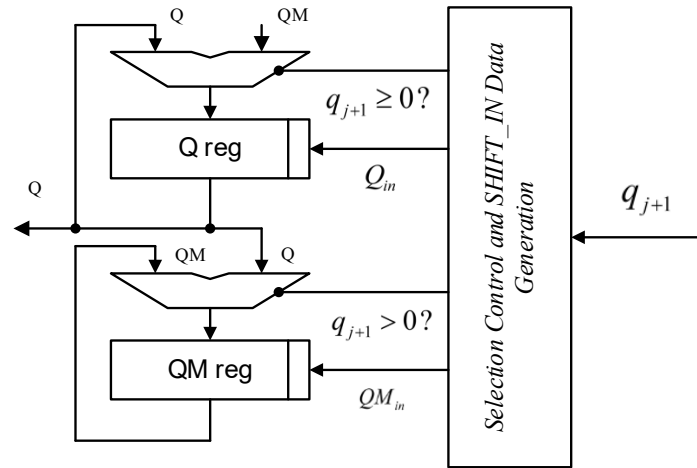 Q
QM
q_{j+1} ≥ 0?
Q reg
Q_{in}
Q
QM
Q
q_{j+1} > 0?
QM reg
QM_{in}
Selection Control and SHIFT_IN Data
Generation
q_{j+1}